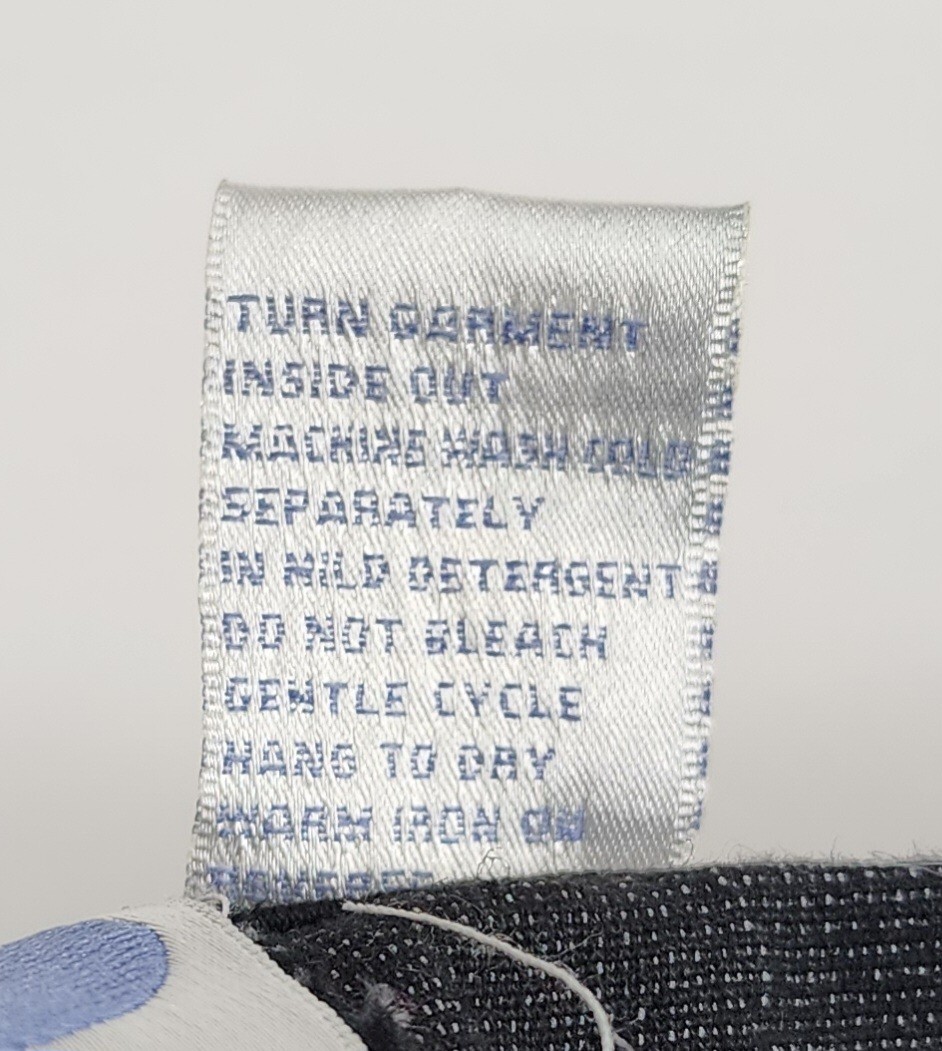 TURN GARMENT
INSIDE OUT
MACHINE WASH COLD
SEPARATELY
IN MILD DETERGENT
DO NOT BLEACH
GENTLE CYCLE
HANG TO DRY
WARM IRON ON
REVERSE